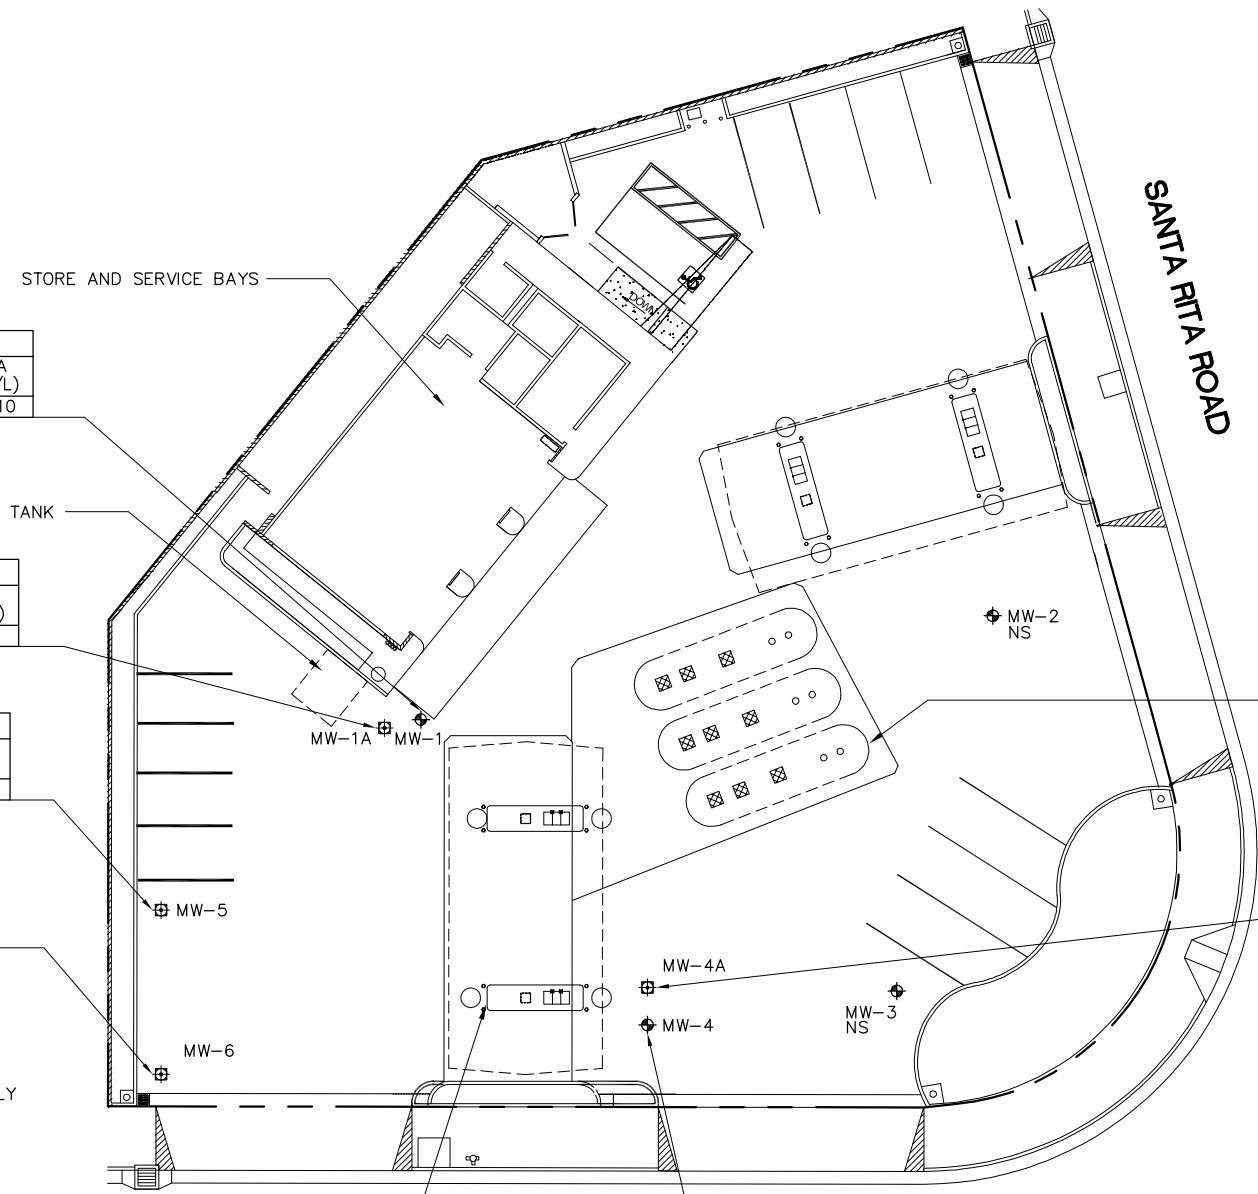 SANTA RITA ROAD
STORE AND SERVICE BAYS
DOWN
TANK
MW-2
NS
MW-1A
MW-1
MW-5
MW-4A
MW-3
NS
MW-4
MW-6